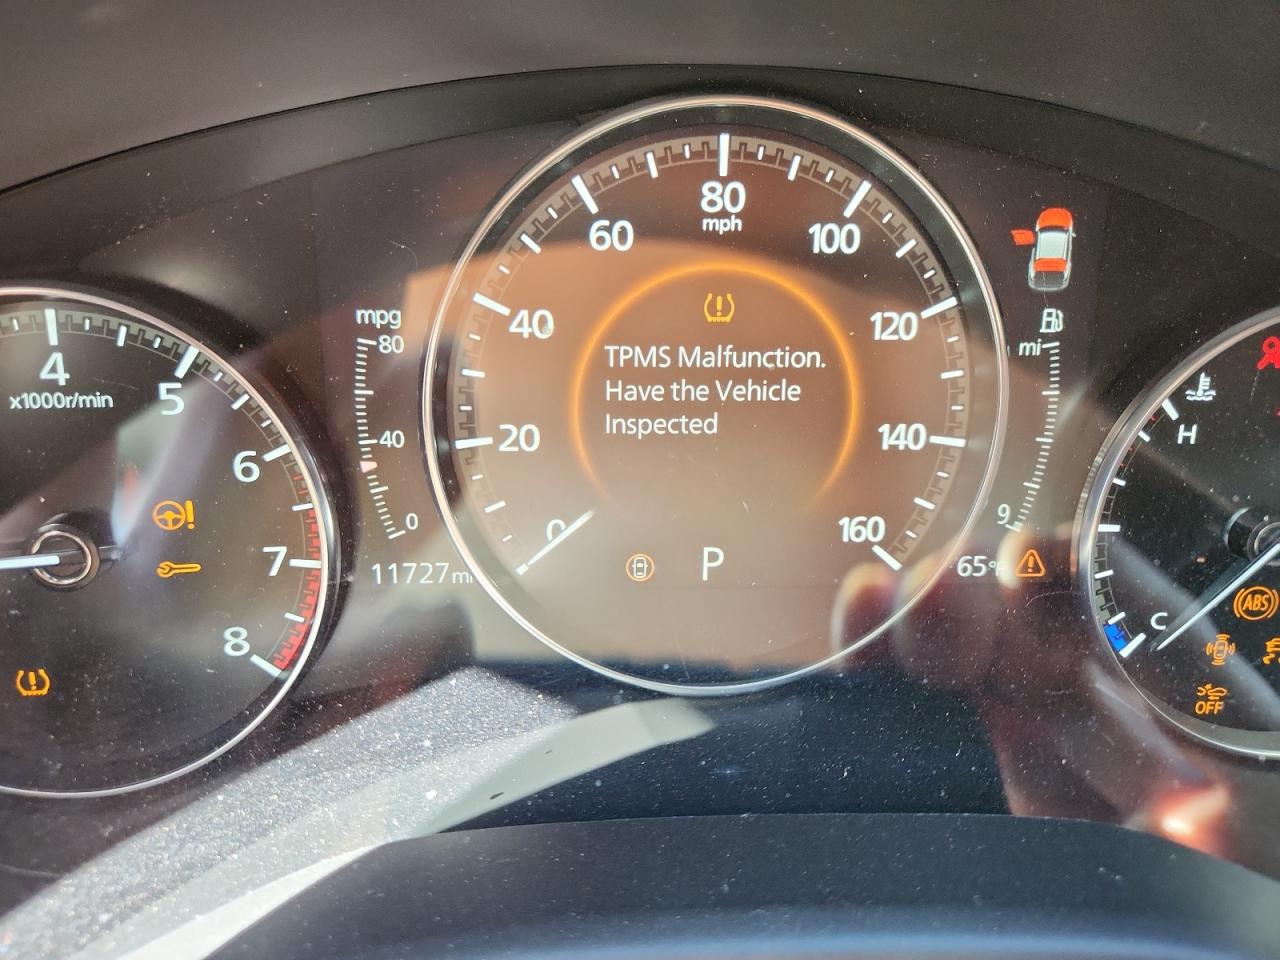 80
mph
60
100
40
120
20
140
0
160
TPMS Malfunction.
Have the Vehicle
Inspected
P
mpg
80
40
0
11727 mi
mi
9
65°F
4
x1000r/min
5
6
7
8
H
C
ABS
OFF